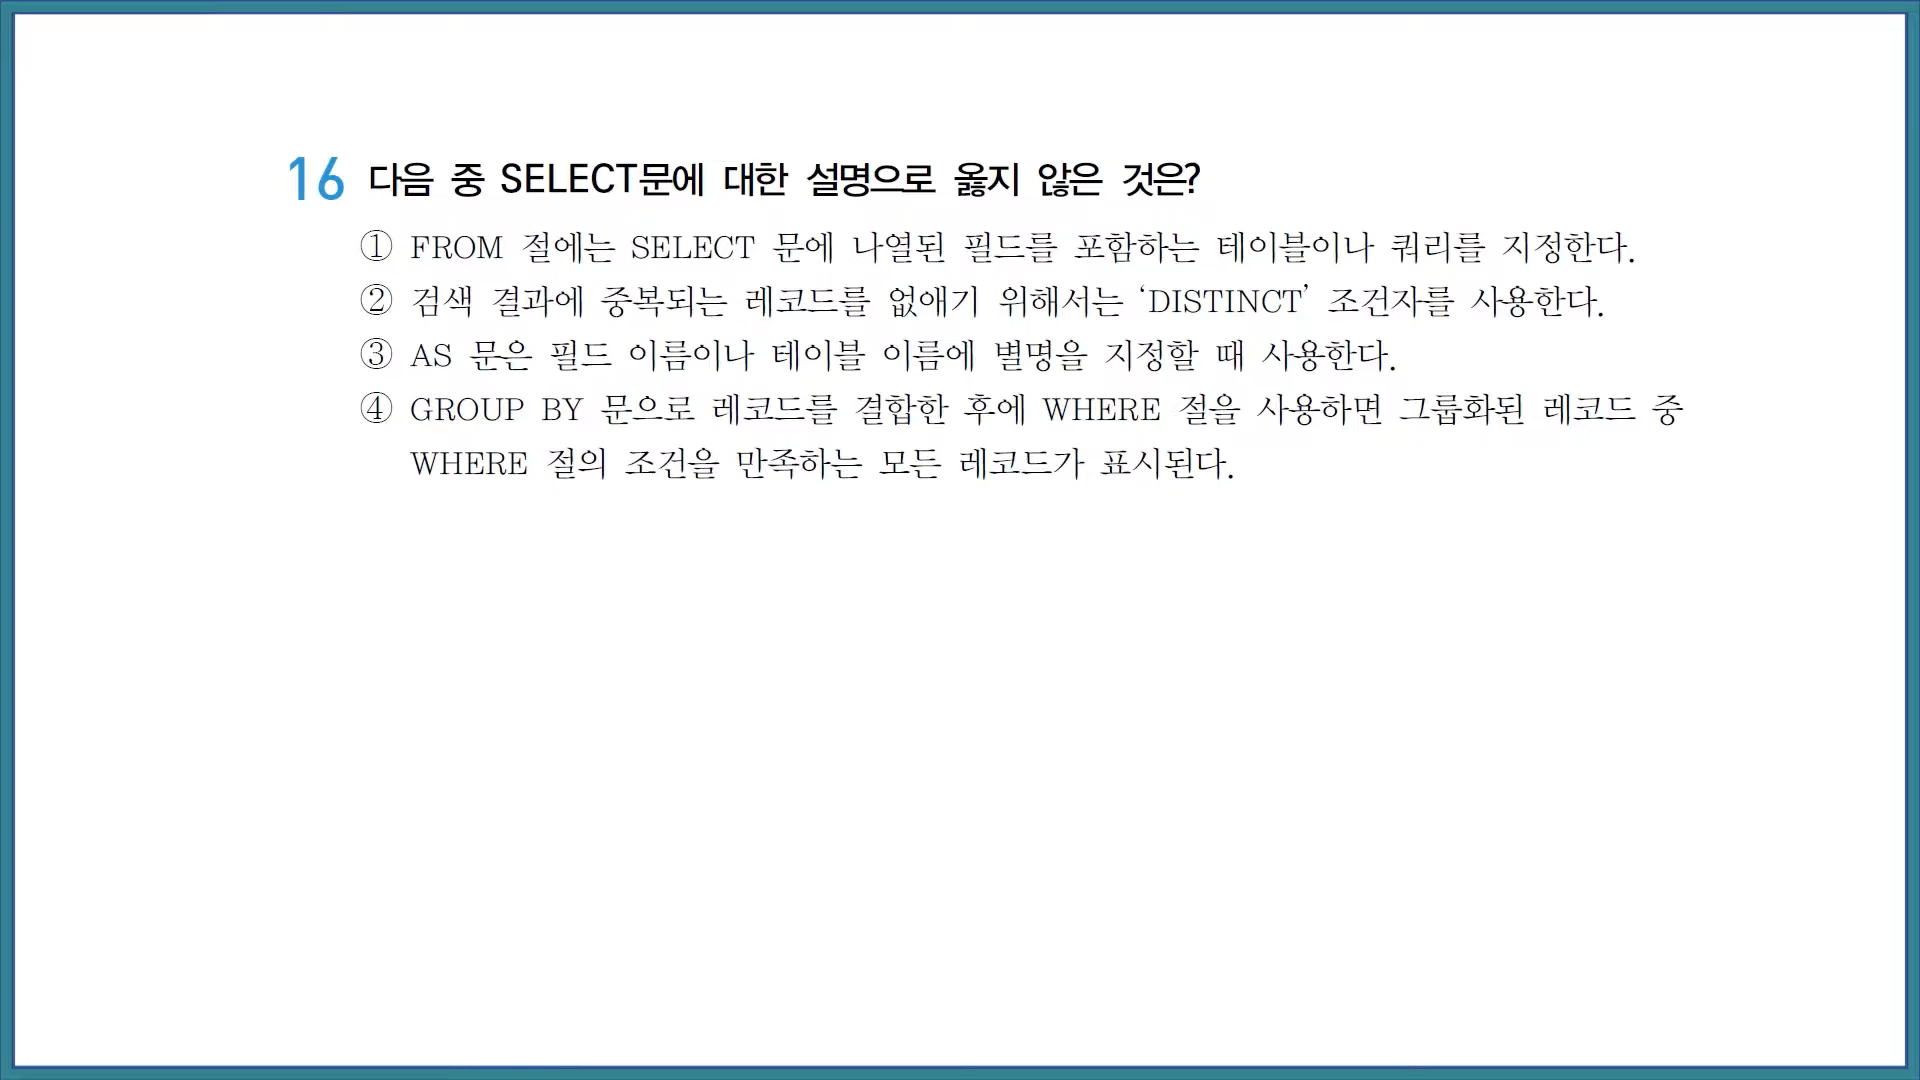 16 다음 중 SELECT문에 대한 설명으로 옳지 않은 것은?
① FROM 절에는 SELECT 문에 나열된 필드를 포함하는 테이블이나 쿼리를 지정한다.
② 검색 결과에 중복되는 레코드를 없애기 위해서는 ‘DISTINCT’ 조건자를 사용한다.
③ AS 문은 필드 이름이나 테이블 이름에 별명을 지정할 때 사용한다.
④ GROUP BY 문으로 레코드를 결합한 후에 WHERE 절을 사용하면 그룹화된 레코드 중
WHERE 절의 조건을 만족하는 모든 레코드가 표시된다.